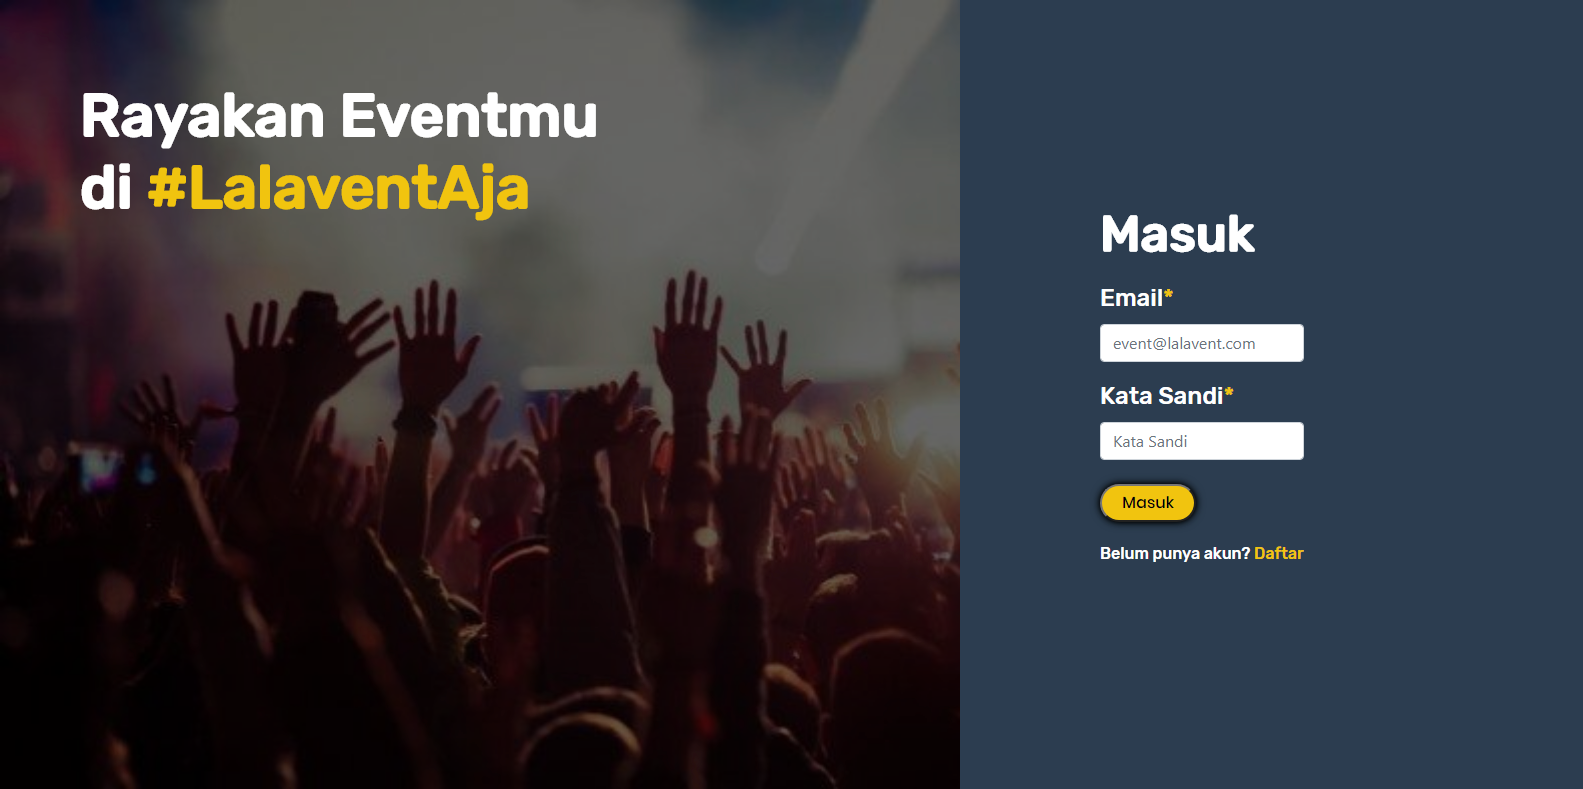 Rayakan Eventmu
di #LalaventAja
Masuk
Email*
event@lalavent.com
Kata Sandi*
Kata Sandi
Masuk
Belum punya akun? Daftar